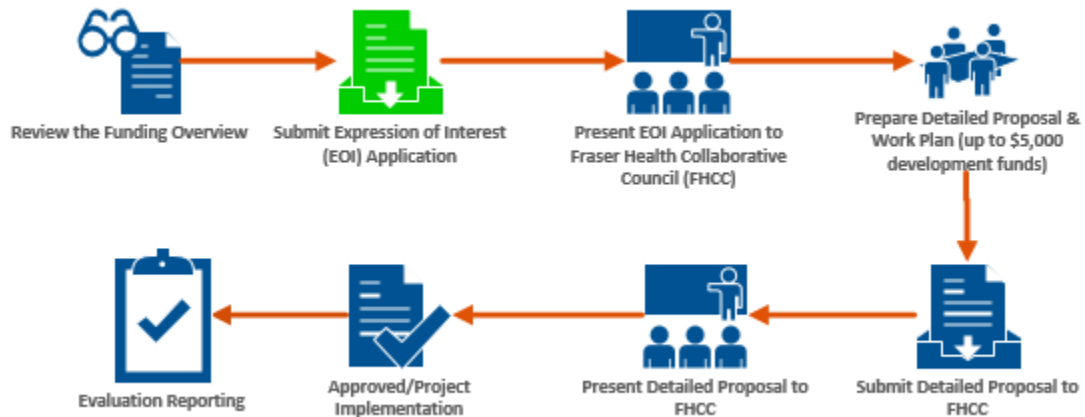 Review the Funding Overview
Submit Expression of Interest
(EOI) Application
Present EOI Application to
Fraser Health Collaborative
Council (FHCC)
Prepare Detailed Proposal &
Work Plan (up to $5,000
development funds)
Submit Detailed Proposal to
FHCC
Present Detailed Proposal to
FHCC
Approved/Project
Implementation
Evaluation Reporting